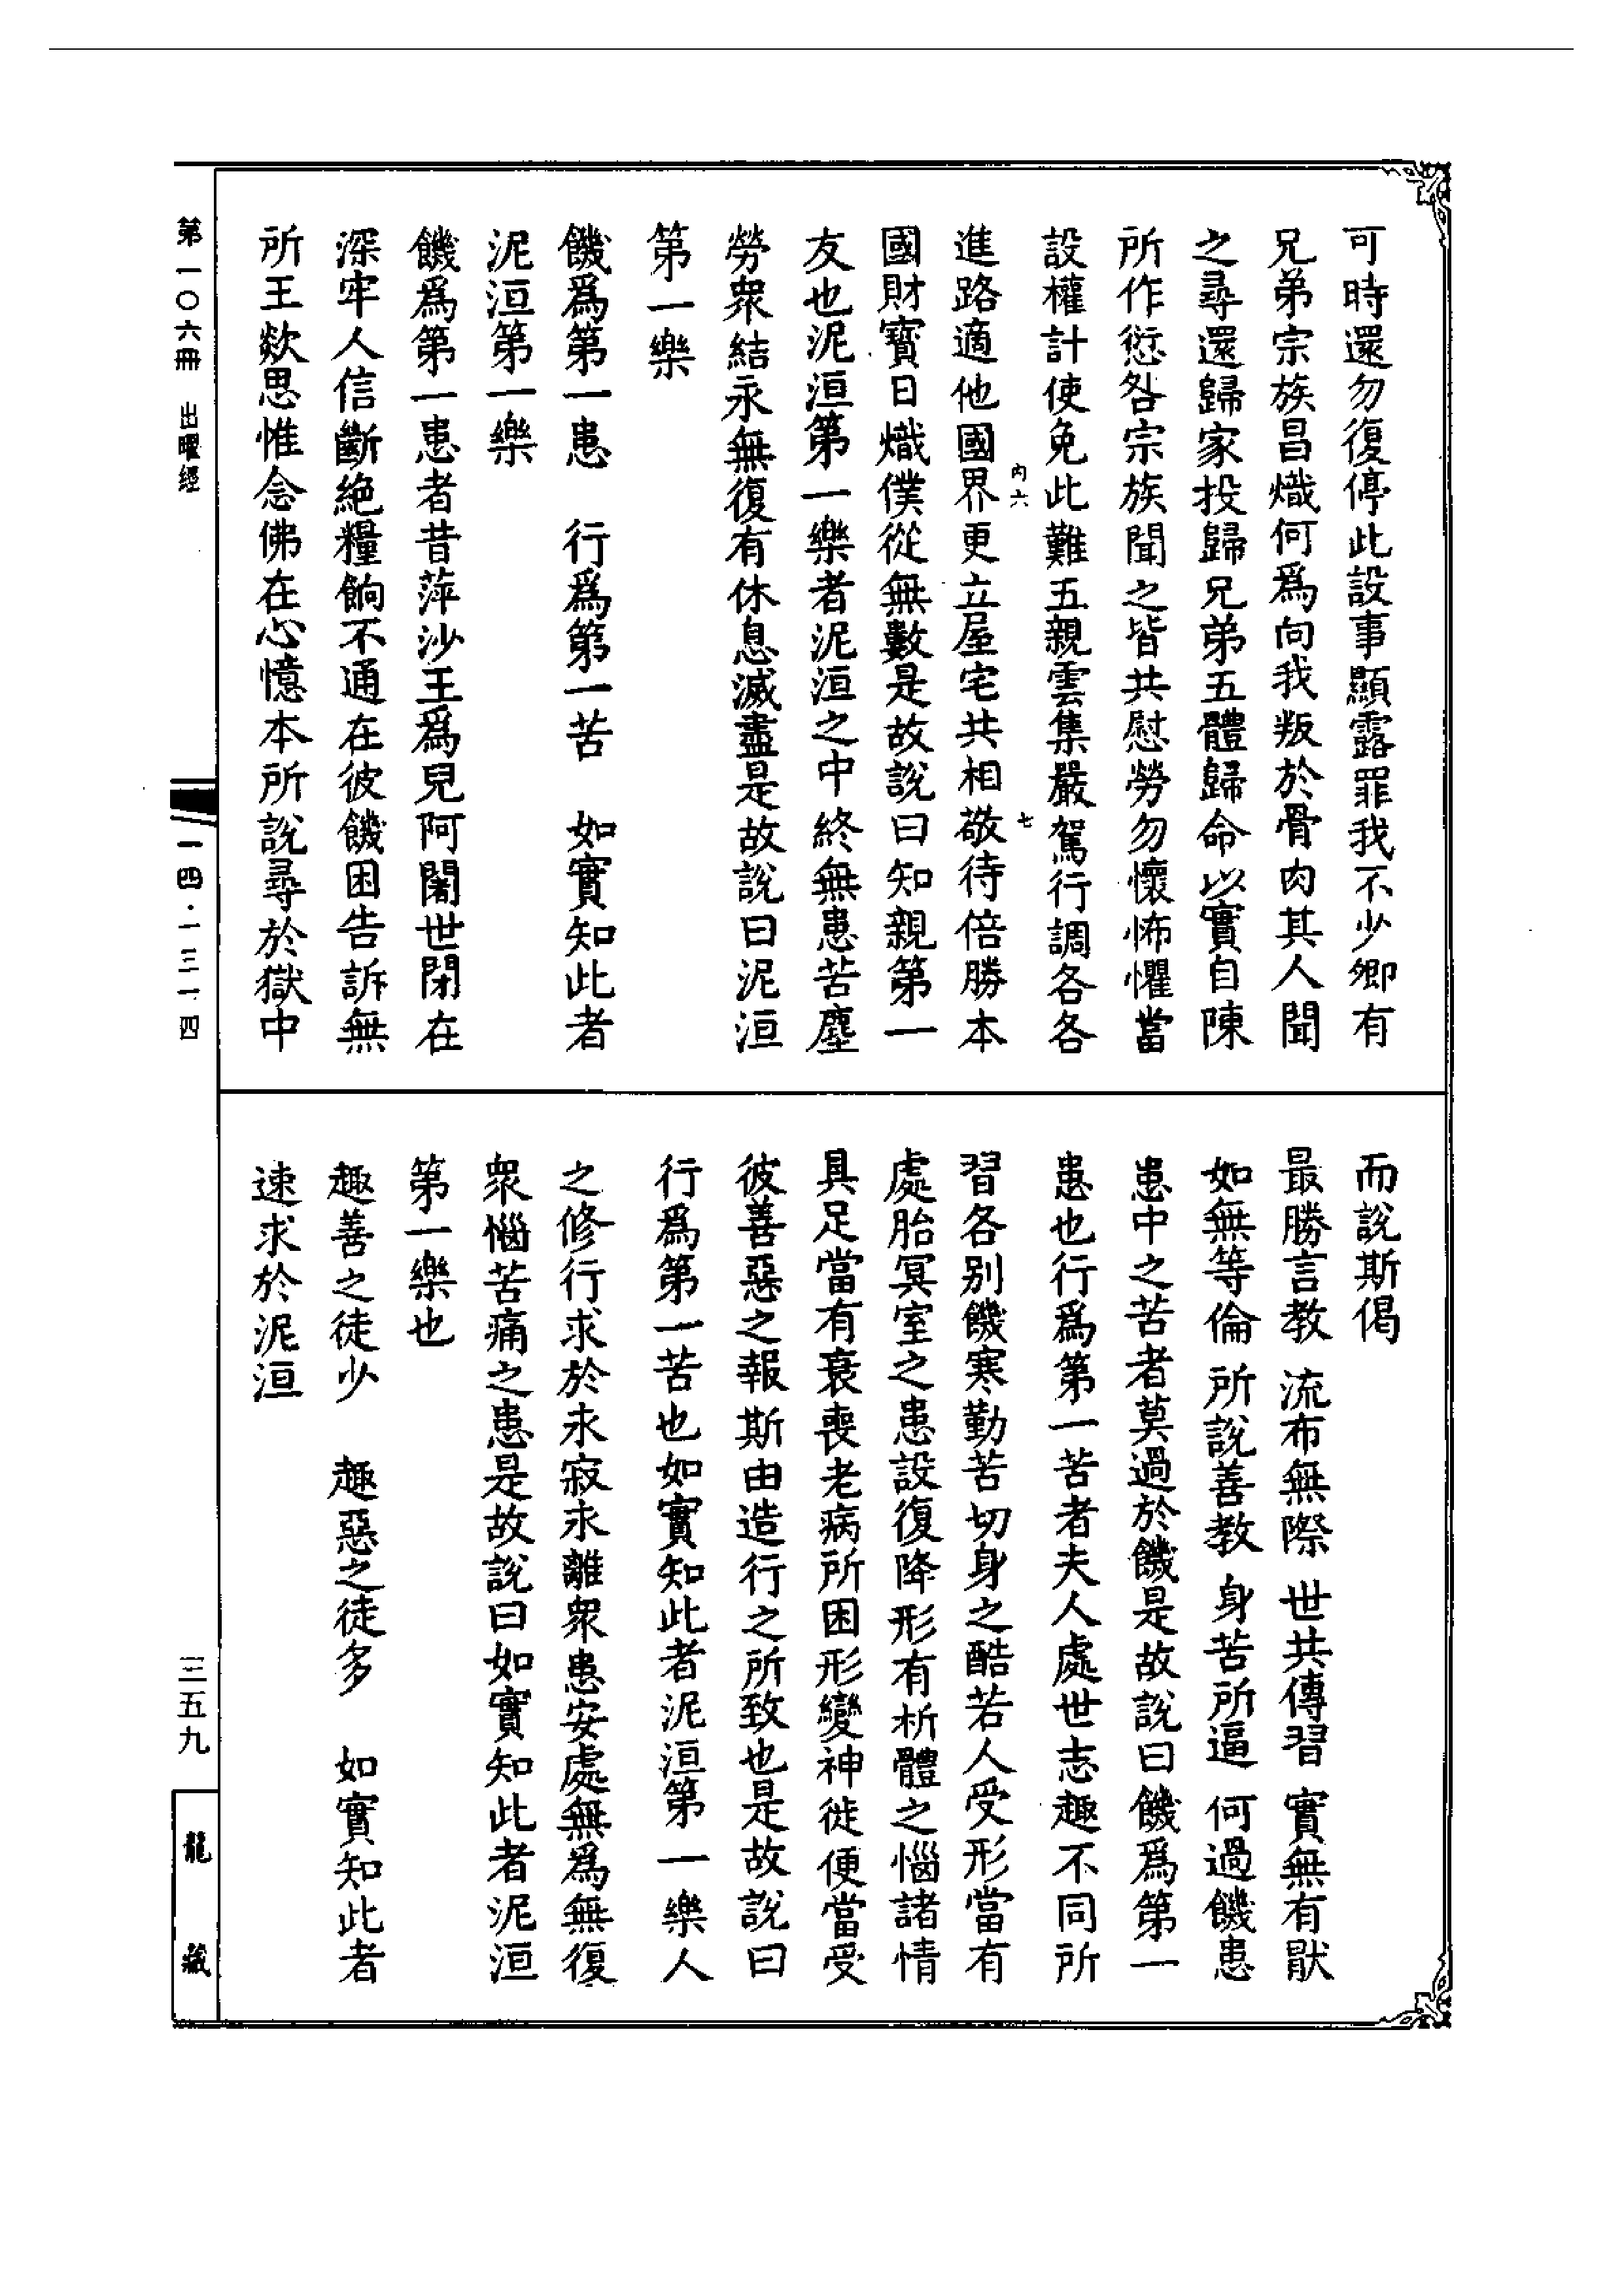 可時還勿復停此設事顯露罪我不少卿有
兄弟宗族昌熾何爲向我叛於骨肉其人聞
之尋還歸家投歸兄弟五體歸命以實自陳
所作愆咎宗族聞之皆共慰勞勿懷怖懼當
設權計使免此難五親雲集嚴駕行調各各
內六
七
進路適他國界更立屋宅共相敬待倍勝本
國財寶日熾僕從無數是故說曰知親第一
友也泥洹第一樂者泥洹之中終無患苦塵
勞衆結永無復有休息滅盡是故說曰泥洹
第一樂
饑爲第一患　行爲第一苦　如實知此者
泥洹第一樂
饑爲第一患者昔萍沙王爲兒阿闍世閉在
深牢人信斷絕糧餉不通在彼饑困告訴無
所王欻思惟念佛在心憶本所說尋於獄中
而說斯偈
最勝言教　流布無際　世共傳習　實無有猒
如無等倫　所說善教　身苦所逼　何過饑患
患中之苦者莫過於饑是故說曰饑爲第一
患也行爲第一苦者夫人處世志趣不同所
習各別饑寒勤苦切身之酷若人受形當有
處胎冥室之患設復降形有析體之惱諸情
具足當有衰喪老病所困形變神徙便當受
彼善惡之報斯由造行之所致也是故說曰
行爲第一苦也如實知此者泥洹第一樂人
之修行求於永寂永離衆患安處無爲無復
衆惱苦痛之患是故說曰如實知此者泥洹
第一樂也
趣善之徒少　趣惡之徒多　如實知此者
速求於泥洹
第一〇六冊　出曜經
一四·一三一·四
三五九
龍藏